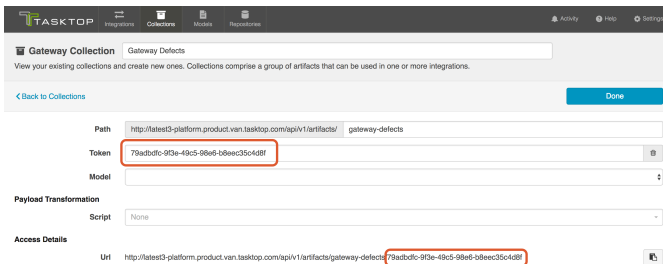 TASKTOP
Integrations Collections Models Repositories Activity Help Settings
Gateway Collection Gateway Defects
View your existing collections and create new ones. Collections comprise a group of artifacts that can be used in one or more integrations.
Back to Collections Done
Path http://latest3-platform.product.van.tasktop.com/api/v1/artifacts/ gateway-defects
Token 79adbdfc-9f3e-49c5-98e6-b8eec35c4d8f
Model
Payload Transformation
Script None
Access Details
Url http://latest3-platform.product.van.tasktop.com/api/v1/artifacts/gateway-defects/79adbdfc-9f3e-49c5-98e6-b8eec35c4d8f